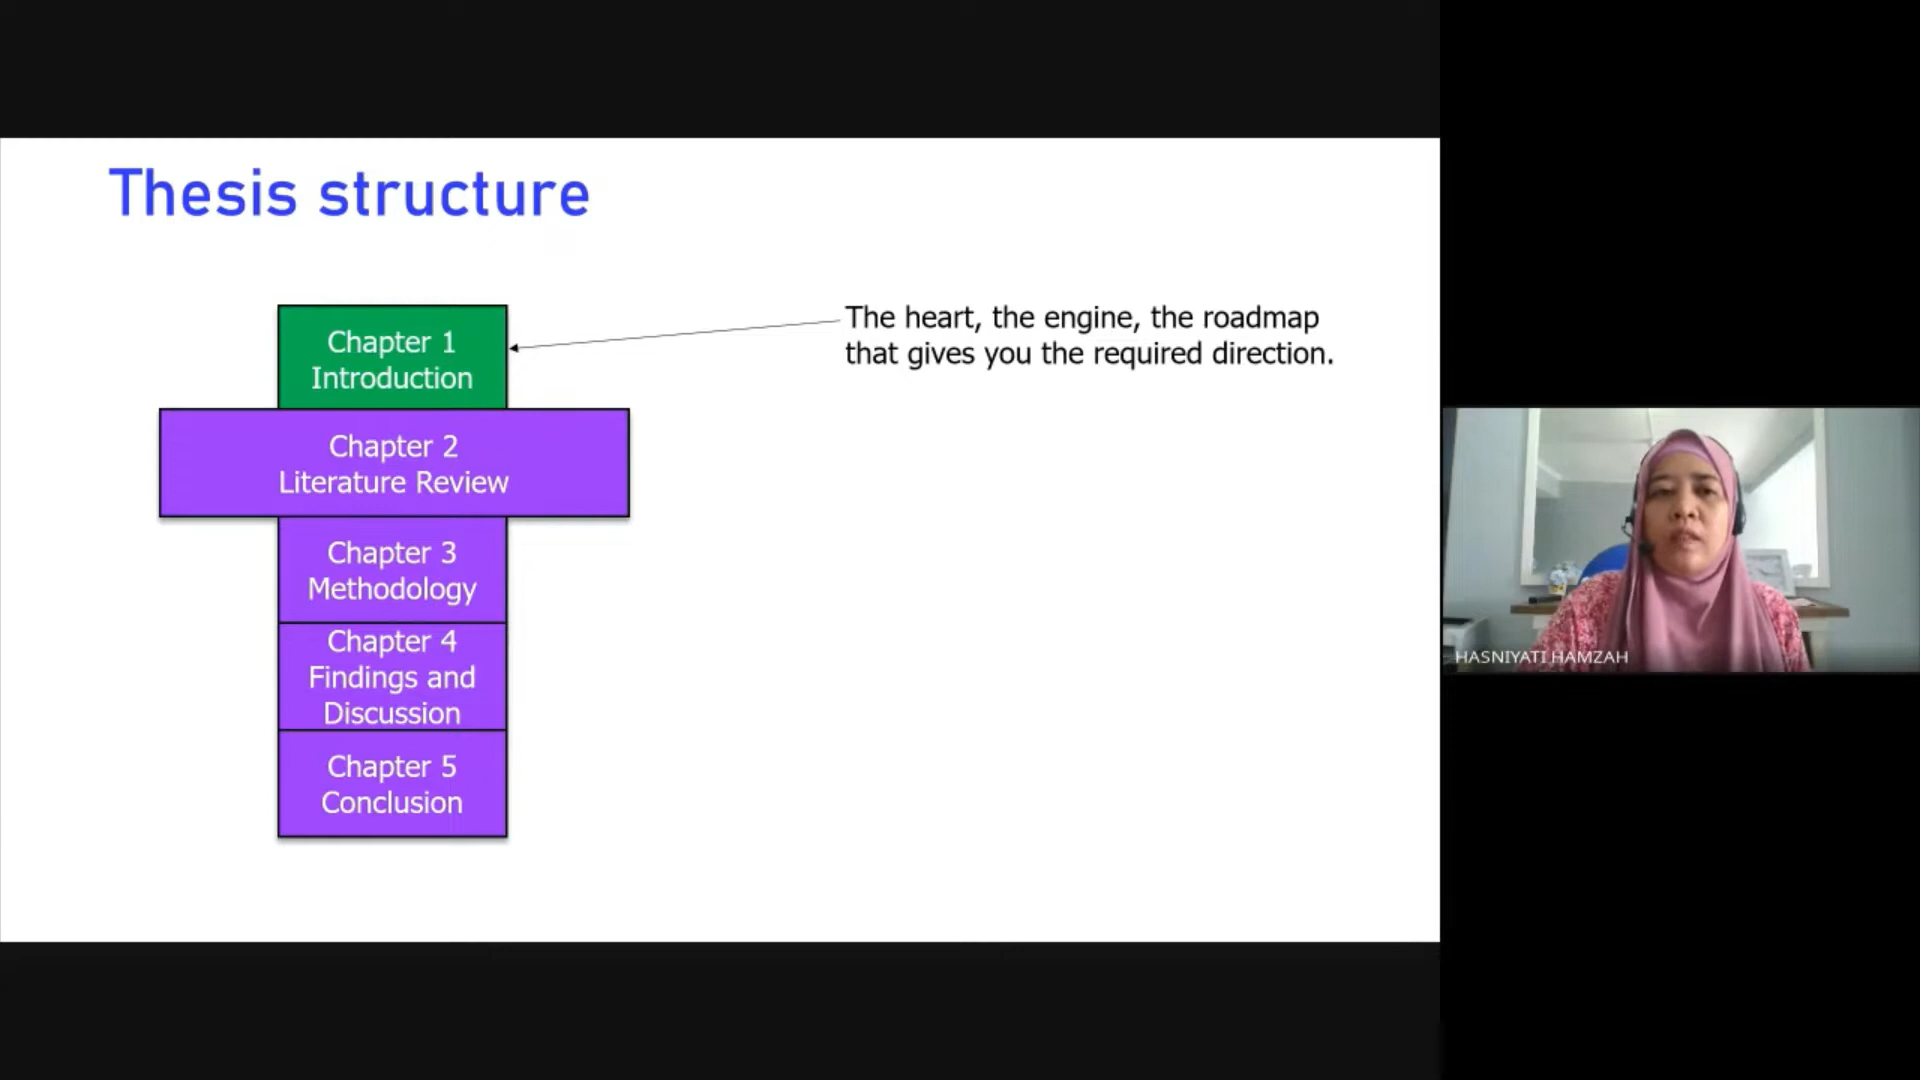 Thesis structure
Chapter 1
Introduction
The heart, the engine, the roadmap
that gives you the required direction.
Chapter 2
Literature Review
Chapter 3
Methodology
Chapter 4
Findings and
Discussion
Chapter 5
Conclusion
HASNIYATI HAMZAH